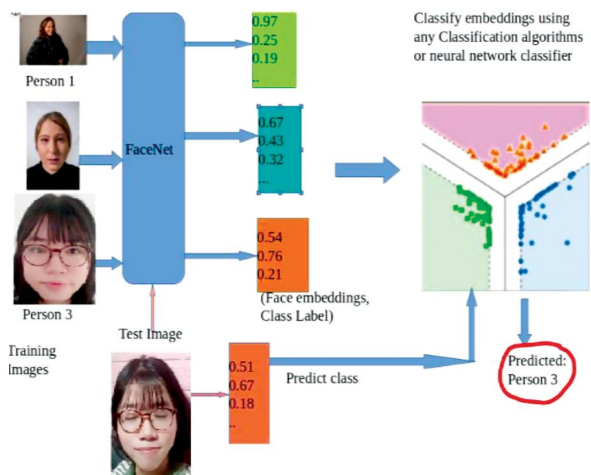 Person 1
Person 3
Training
Images
FaceNet
Test Image
0.97
0.25
0.19
..
0.67
0.43
0.32
...
0.54
0.76
0.21
..
(Face embeddings,
Class Label)
0.51
0.67
0.18
..
Predict class
Classify embeddings using
any Classification algorithms
or neural network classifier
Predicted:
Person 3